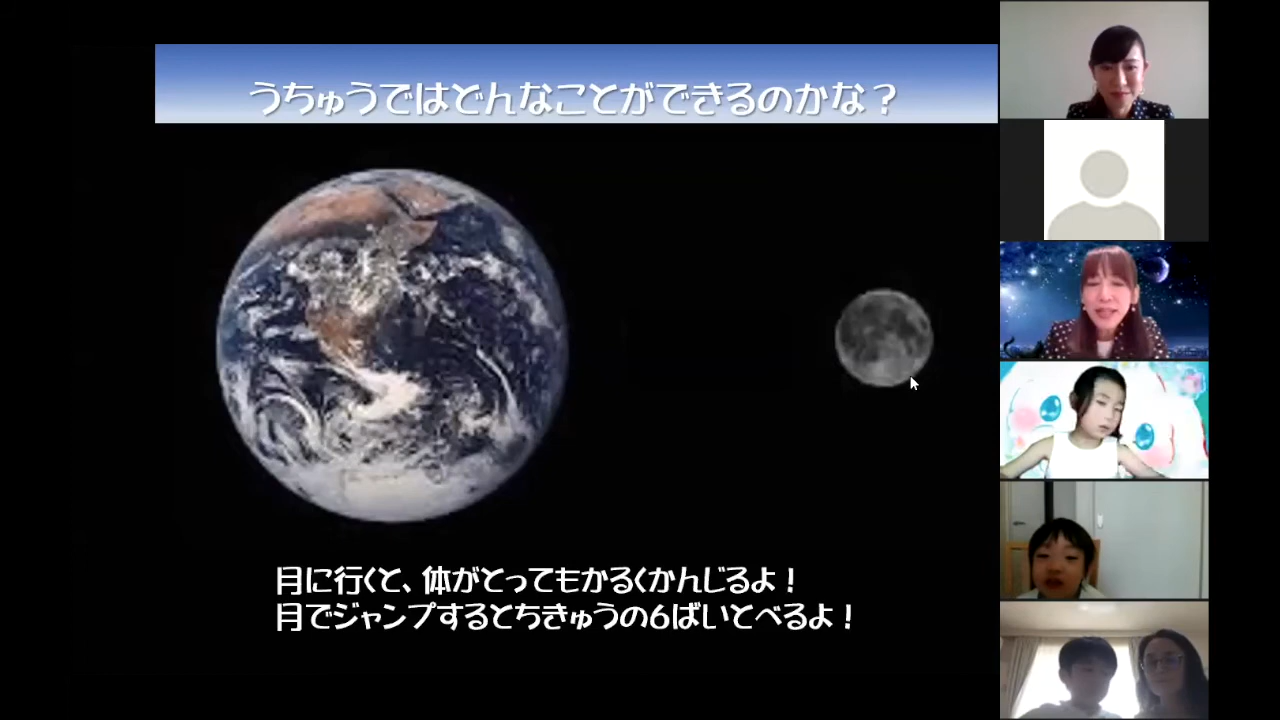 うちゅうではどんなことができるのかな？
月に行くと、体がとってもかるくかんじるよ！
月でジャンプするとちきゅうの６ばいとべるよ！